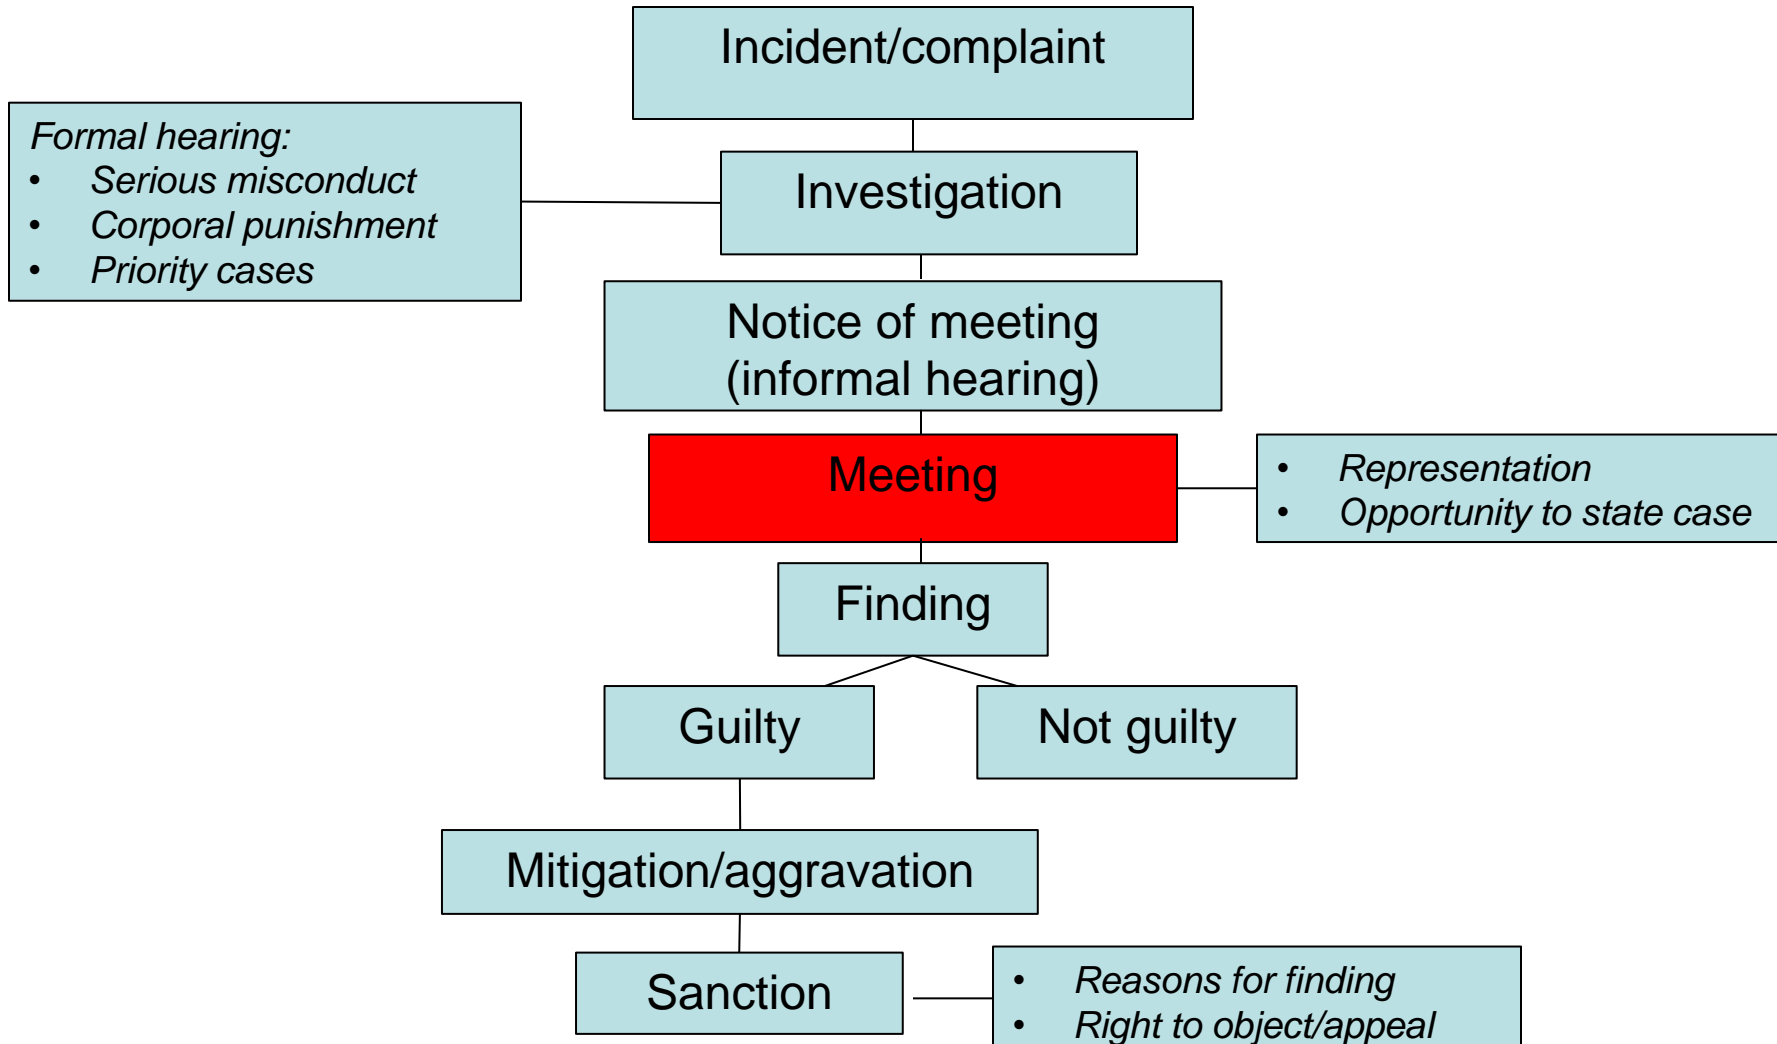 Incident/complaint
Formal hearing:
• Serious misconduct
• Corporal punishment
• Priority cases
Investigation
Notice of meeting
(informal hearing)
Meeting
• Representation
• Opportunity to state case
Finding
Guilty
Not guilty
Mitigation/aggravation
Sanction
• Reasons for finding
• Right to object/appeal